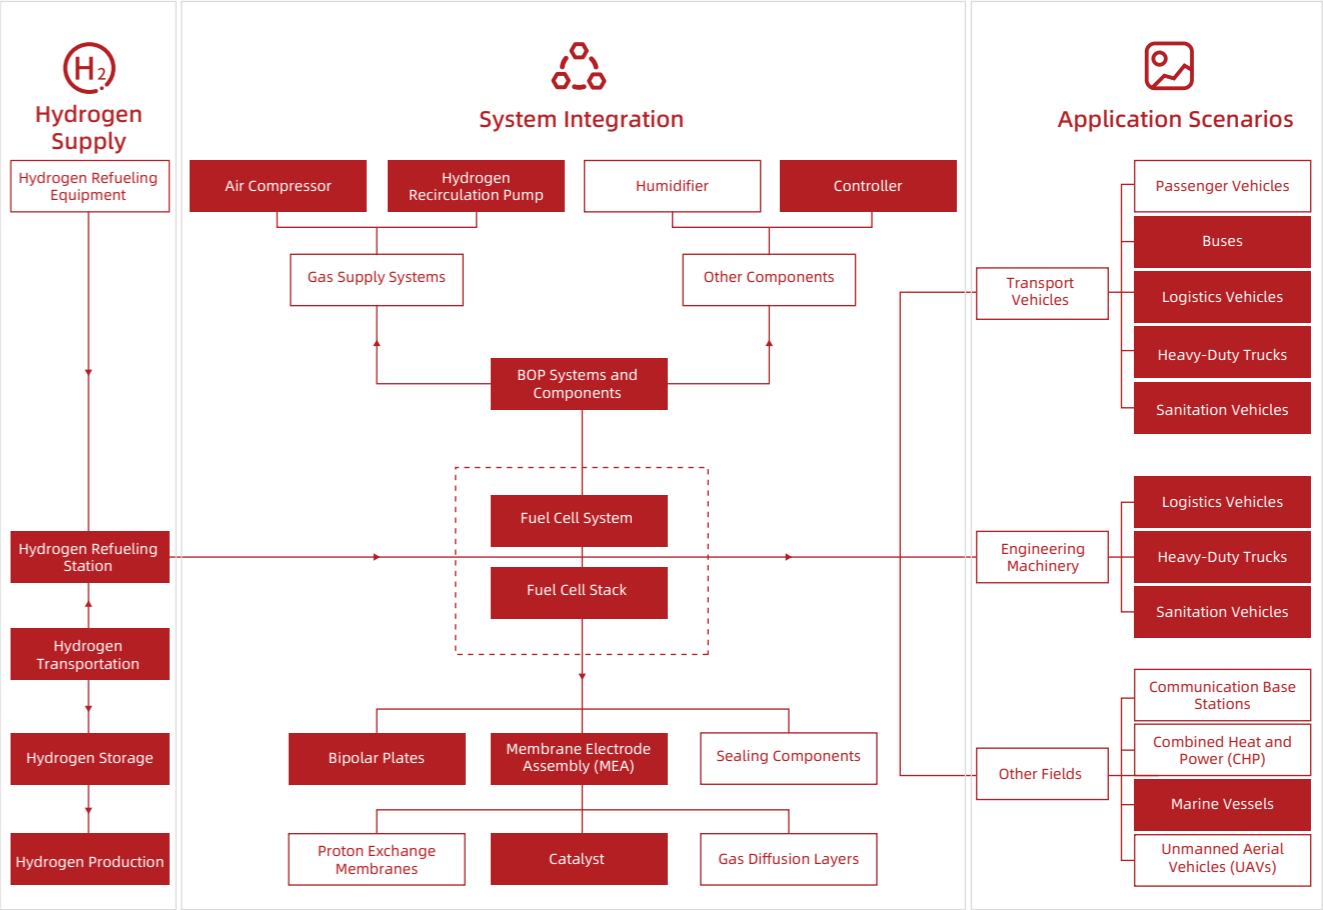 H2
Hydrogen
Supply
Hydrogen Refueling
Equipment
Hydrogen Refueling
Station
Hydrogen
Transportation
Hydrogen Storage
Hydrogen Production
System Integration
Air Compressor
Hydrogen
Recirculation Pump
Humidifier
Controller
Gas Supply Systems
Other Components
BOP Systems and
Components
Fuel Cell System
Fuel Cell Stack
Bipolar Plates
Membrane Electrode
Assembly (MEA)
Sealing Components
Proton Exchange
Membranes
Catalyst
Gas Diffusion Layers
Application Scenarios
Transport
Vehicles
Passenger Vehicles
Buses
Logistics Vehicles
Heavy-Duty Trucks
Sanitation Vehicles
Engineering
Machinery
Logistics Vehicles
Heavy-Duty Trucks
Sanitation Vehicles
Other Fields
Communication Base
Stations
Combined Heat and
Power (CHP)
Marine Vessels
Unmanned Aerial
Vehicles (UAVs)